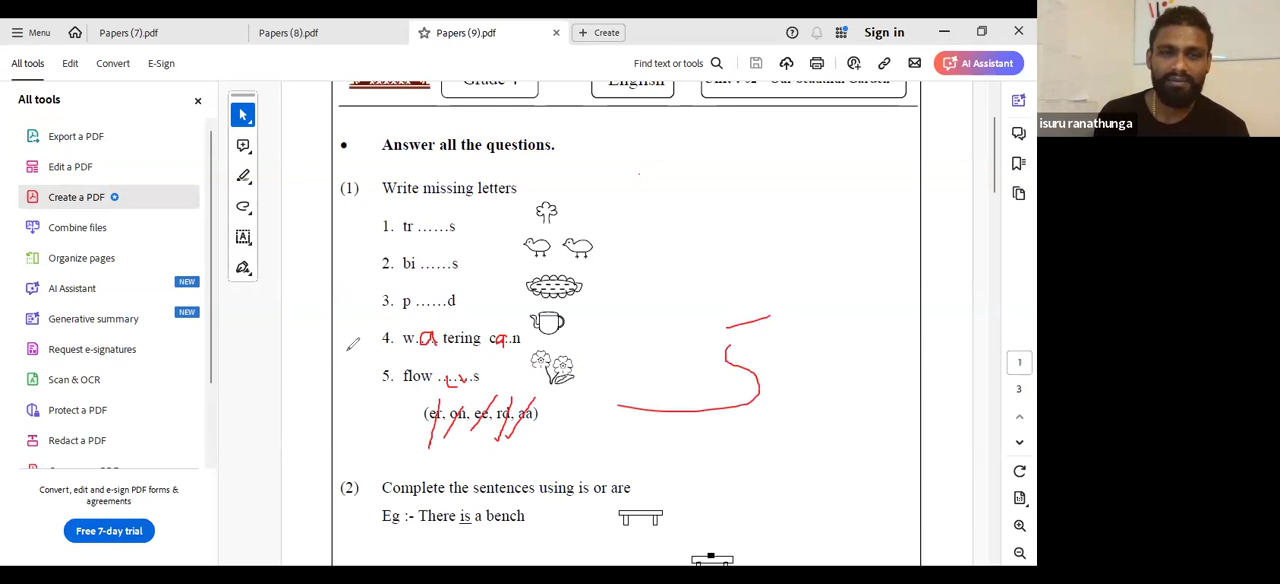 Menu
Papers (7).pdf
Papers (8).pdf
Papers (9).pdf
Create
Sign in
All tools
Edit
Convert
E-Sign
Find text or tools
AI Assistant
isuru ranathunga
All tools
Export a PDF
Edit a PDF
Create a PDF
Combine files
Organize pages
AI Assistant NEW
Generative summary NEW
Request e-signatures
Scan & OCR
Protect a PDF
Redact a PDF
Convert, edit and e-sign PDF forms &
agreements
Free 7-day trial
English
• Answer all the questions.
(1) Write missing letters
1. tr ......s
2. bi ......s
3. p ......d
4. w..a. tering ca..n
5. flow ......s
(er, on, ee, rd, aa)
5
(2) Complete the sentences using is or are
Eg :- There is a bench
1
3